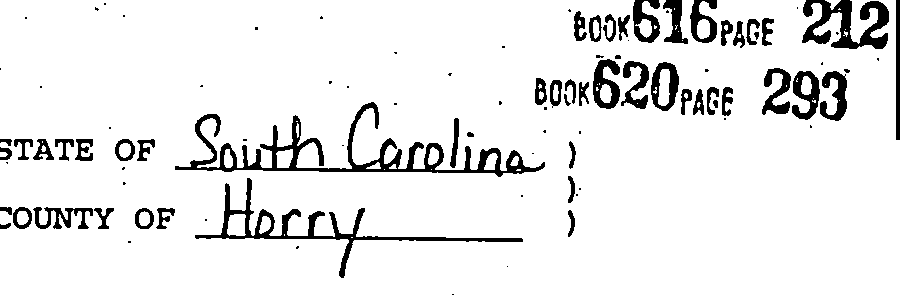 BOOK 616 PAGE 212
BOOK 620 PAGE 293
STATE OF South Carolina )
)
COUNTY OF Horry )